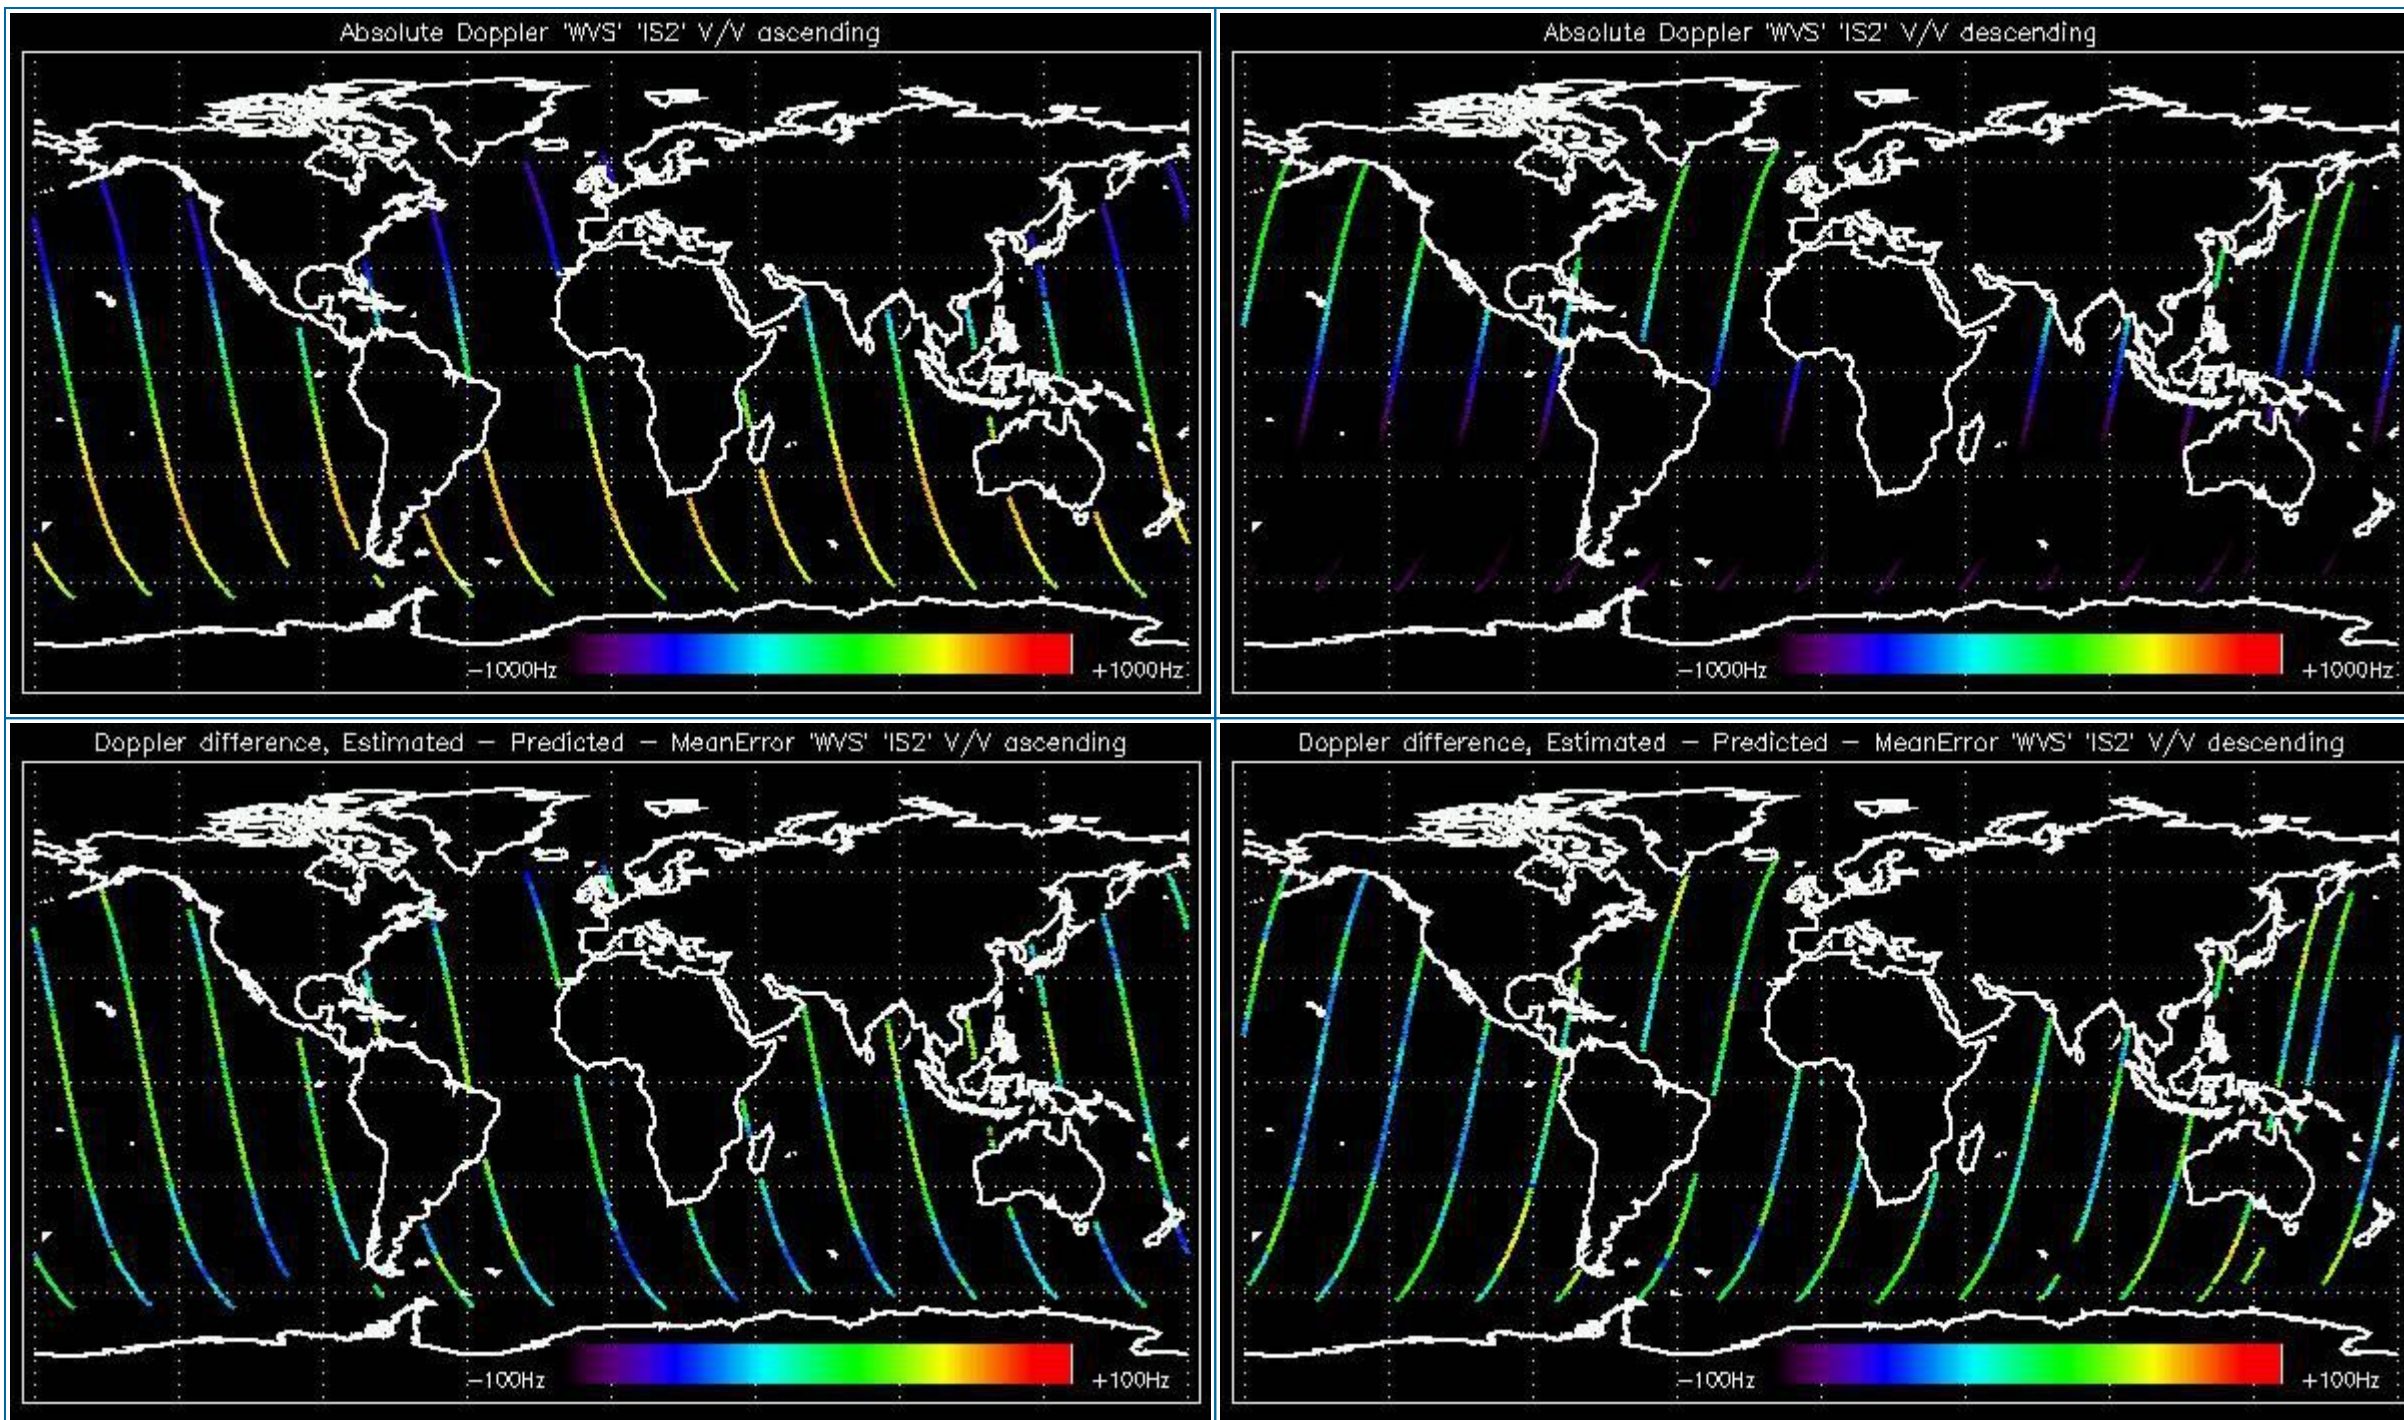 Absolute Doppler 'WVS' 'IS2' V/V ascending
-1000Hz
+1000Hz
Absolute Doppler 'WVS' 'IS2' V/V descending
-1000Hz
+1000Hz
Doppler difference, Estimated - Predicted - MeanError 'WVS' 'IS2' V/V ascending
-100Hz
+100Hz
Doppler difference, Estimated - Predicted - MeanError 'WVS' 'IS2' V/V descending
-100Hz
+100Hz